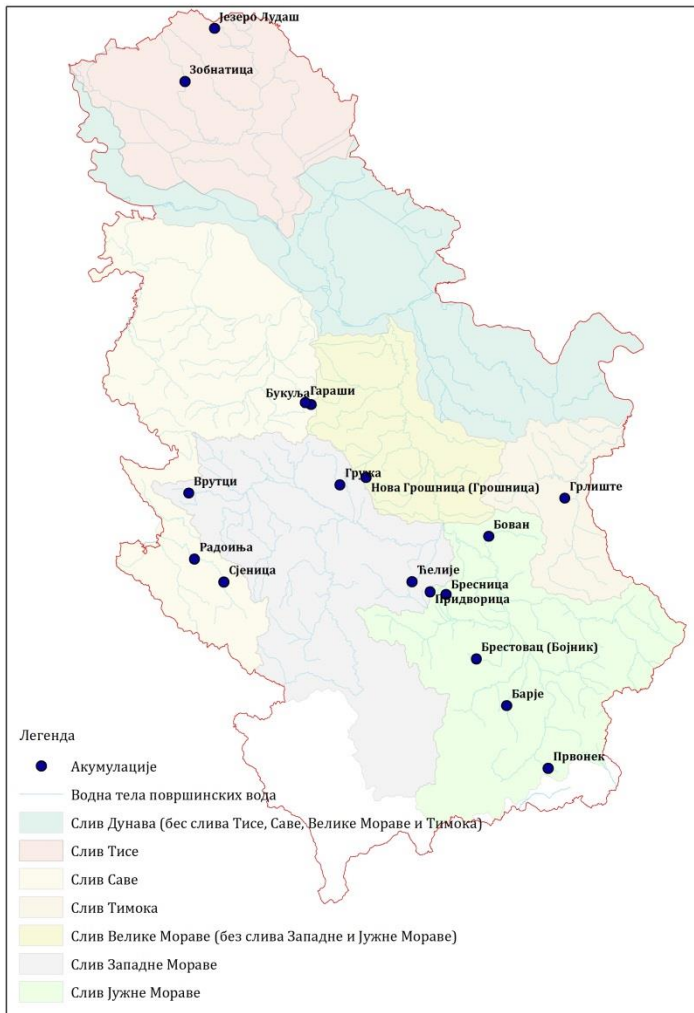 Језеро Лудаш
Зобнатица
Букуља
Гараши
Гружа
Нова Грошница (Грошница)
Врутци
Грлиште
Бован
Радоиња
Сјеница
Ћелије
Бресница
Придворица
Брестовац (Бојник)
Барје
Првонек
Легенда
Акумулације
Водна тела површинских вода
Слив Дунава (бес слива Тисе, Саве, Велике Мораве и Тимока)
Слив Тисе
Слив Саве
Слив Тимока
Слив Велике Мораве (без слива Западне и Јужне Мораве)
Слив Западне Мораве
Слив Јужне Мораве